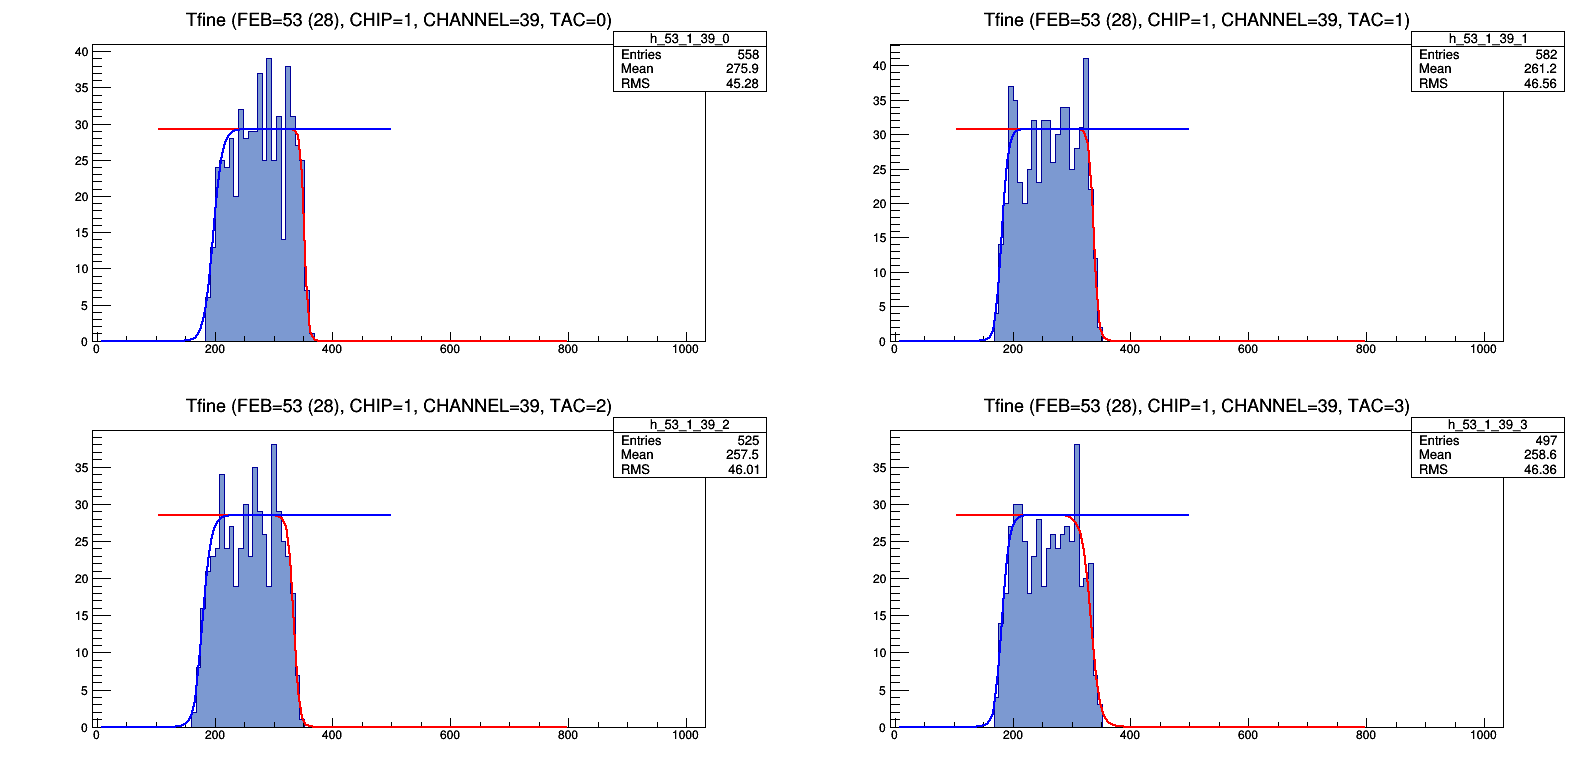 Tfine (FEB=53 (28), CHIP=1, CHANNEL=39, TAC=0)
h_53_1_39_0
Entries 558
Mean 275.9
RMS 45.28
40
35
30
25
20
15
10
5
0
0 200 400 600 800 1000
Tfine (FEB=53 (28), CHIP=1, CHANNEL=39, TAC=1)
h_53_1_39_1
Entries 582
Mean 261.2
RMS 46.56
40
35
30
25
20
15
10
5
0
0 200 400 600 800 1000
Tfine (FEB=53 (28), CHIP=1, CHANNEL=39, TAC=2)
h_53_1_39_2
Entries 525
Mean 257.5
RMS 46.01
35
30
25
20
15
10
5
0
0 200 400 600 800 1000
Tfine (FEB=53 (28), CHIP=1, CHANNEL=39, TAC=3)
h_53_1_39_3
Entries 497
Mean 258.6
RMS 46.36
35
30
25
20
15
10
5
0
0 200 400 600 800 1000